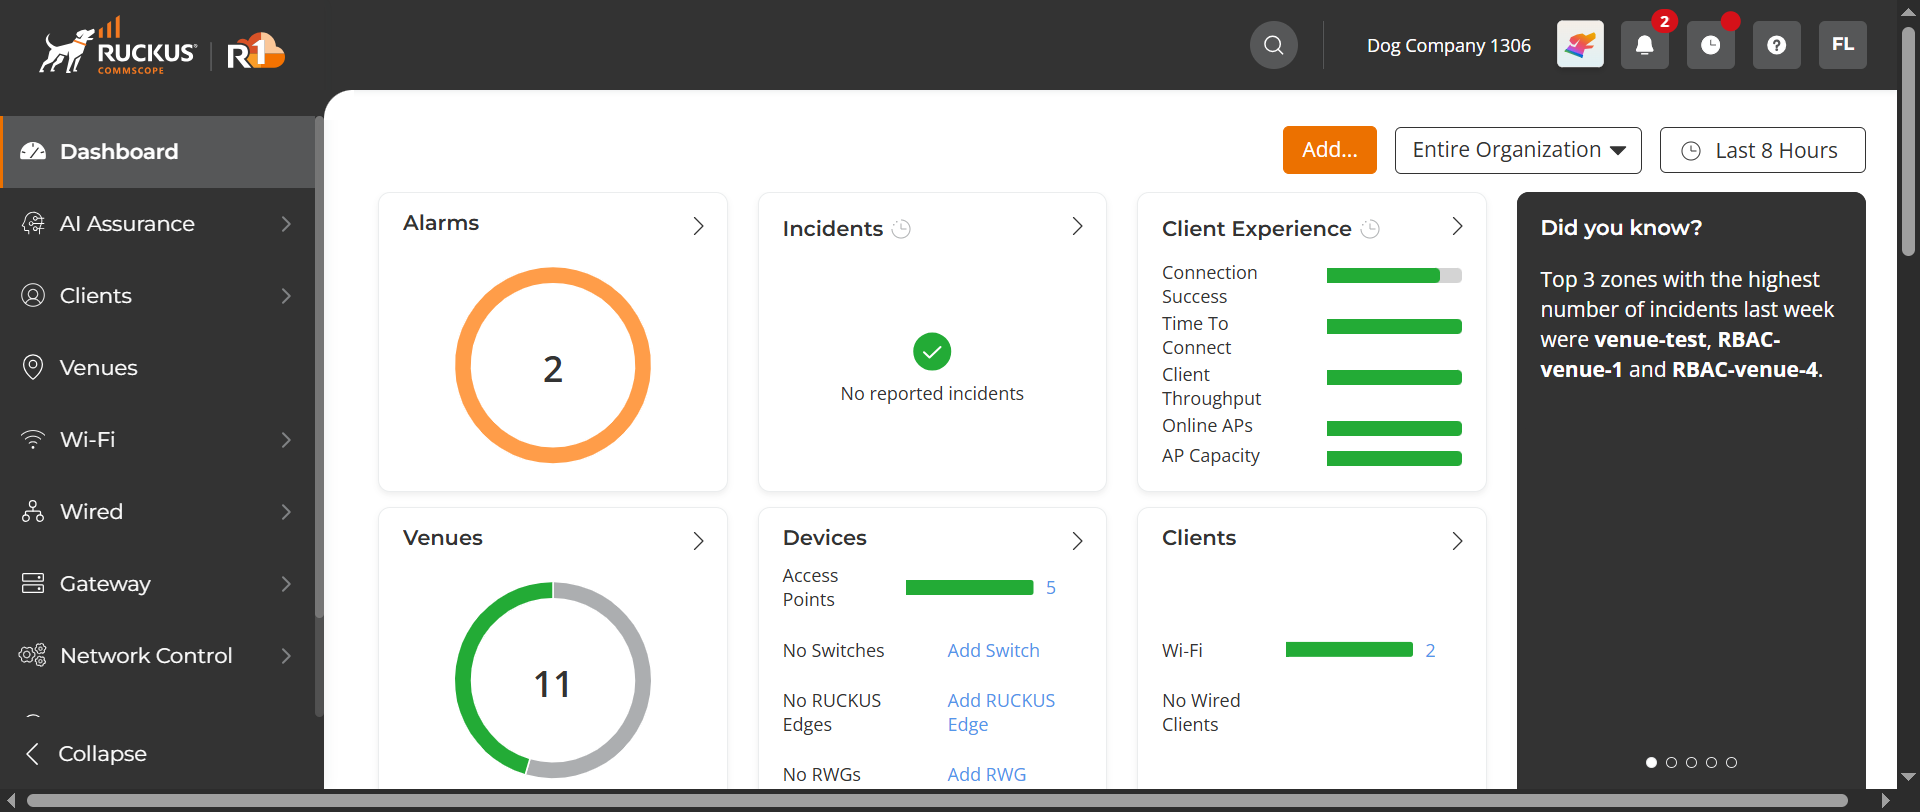 RUCKUS
COMMSCOPE
R1
Dog Company 1306
2
FL
Dashboard
AI Assurance
Clients
Venues
Wi-Fi
Wired
Gateway
Network Control
Collapse
Add...
Entire Organization
Last 8 Hours
Alarms
2
Incidents
No reported incidents
Client Experience
Connection
Success
Time To
Connect
Client
Throughput
Online APs
AP Capacity
Did you know?
Top 3 zones with the highest
number of incidents last week
were venue-test, RBAC-
venue-1 and RBAC-venue-4.
Venues
11
Devices
Access
Points
5
No Switches
Add Switch
No RUCKUS
Edges
Add RUCKUS
Edge
No RWGs
Add RWG
Clients
Wi-Fi
2
No Wired
Clients